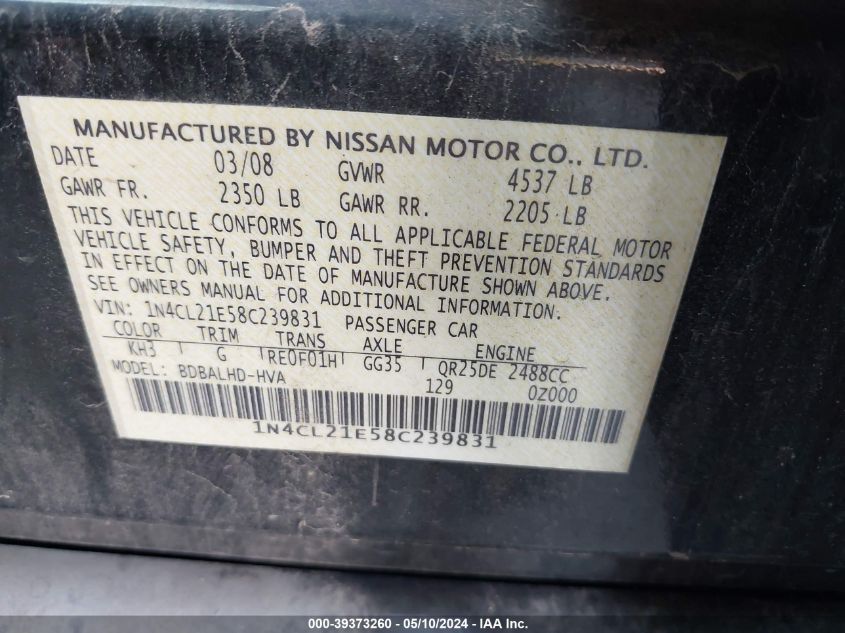 MANUFACTURED BY NISSAN MOTOR CO., LTD.
DATE 03/08 GVWR 4537 LB
GAWR FR. 2350 LB GAWR RR. 2205 LB
THIS VEHICLE CONFORMS TO ALL APPLICABLE FEDERAL MOTOR
VEHICLE SAFETY, BUMPER AND THEFT PREVENTION STANDARDS
IN EFFECT ON THE DATE OF MANUFACTURE SHOWN ABOVE.
SEE OWNERS MANUAL FOR ADDITIONAL INFORMATION.
VIN: 1N4CL21E58C239831 PASSENGER CAR
COLOR TRIM TRANS AXLE ENGINE
KH3 G RE0F01H GG35 QR25DE 2488CC
MODEL: BDBALHD-HVA 129 0Z000
1N4CL21E58C239831
000-39373260 - 05/10/2024 - IAA Inc.